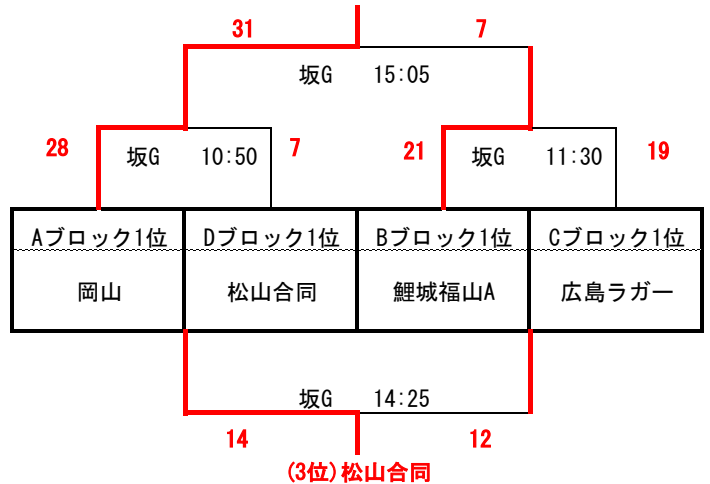 31 7
坂G 15:05
28 坂G 10:50 7 21 坂G 11:30 19
Aブロック1位 Dブロック1位 Bブロック1位 Cブロック1位
岡山 松山合同 鯉城福山A 広島ラガー
坂G 14:25
14 12
(3位)松山合同